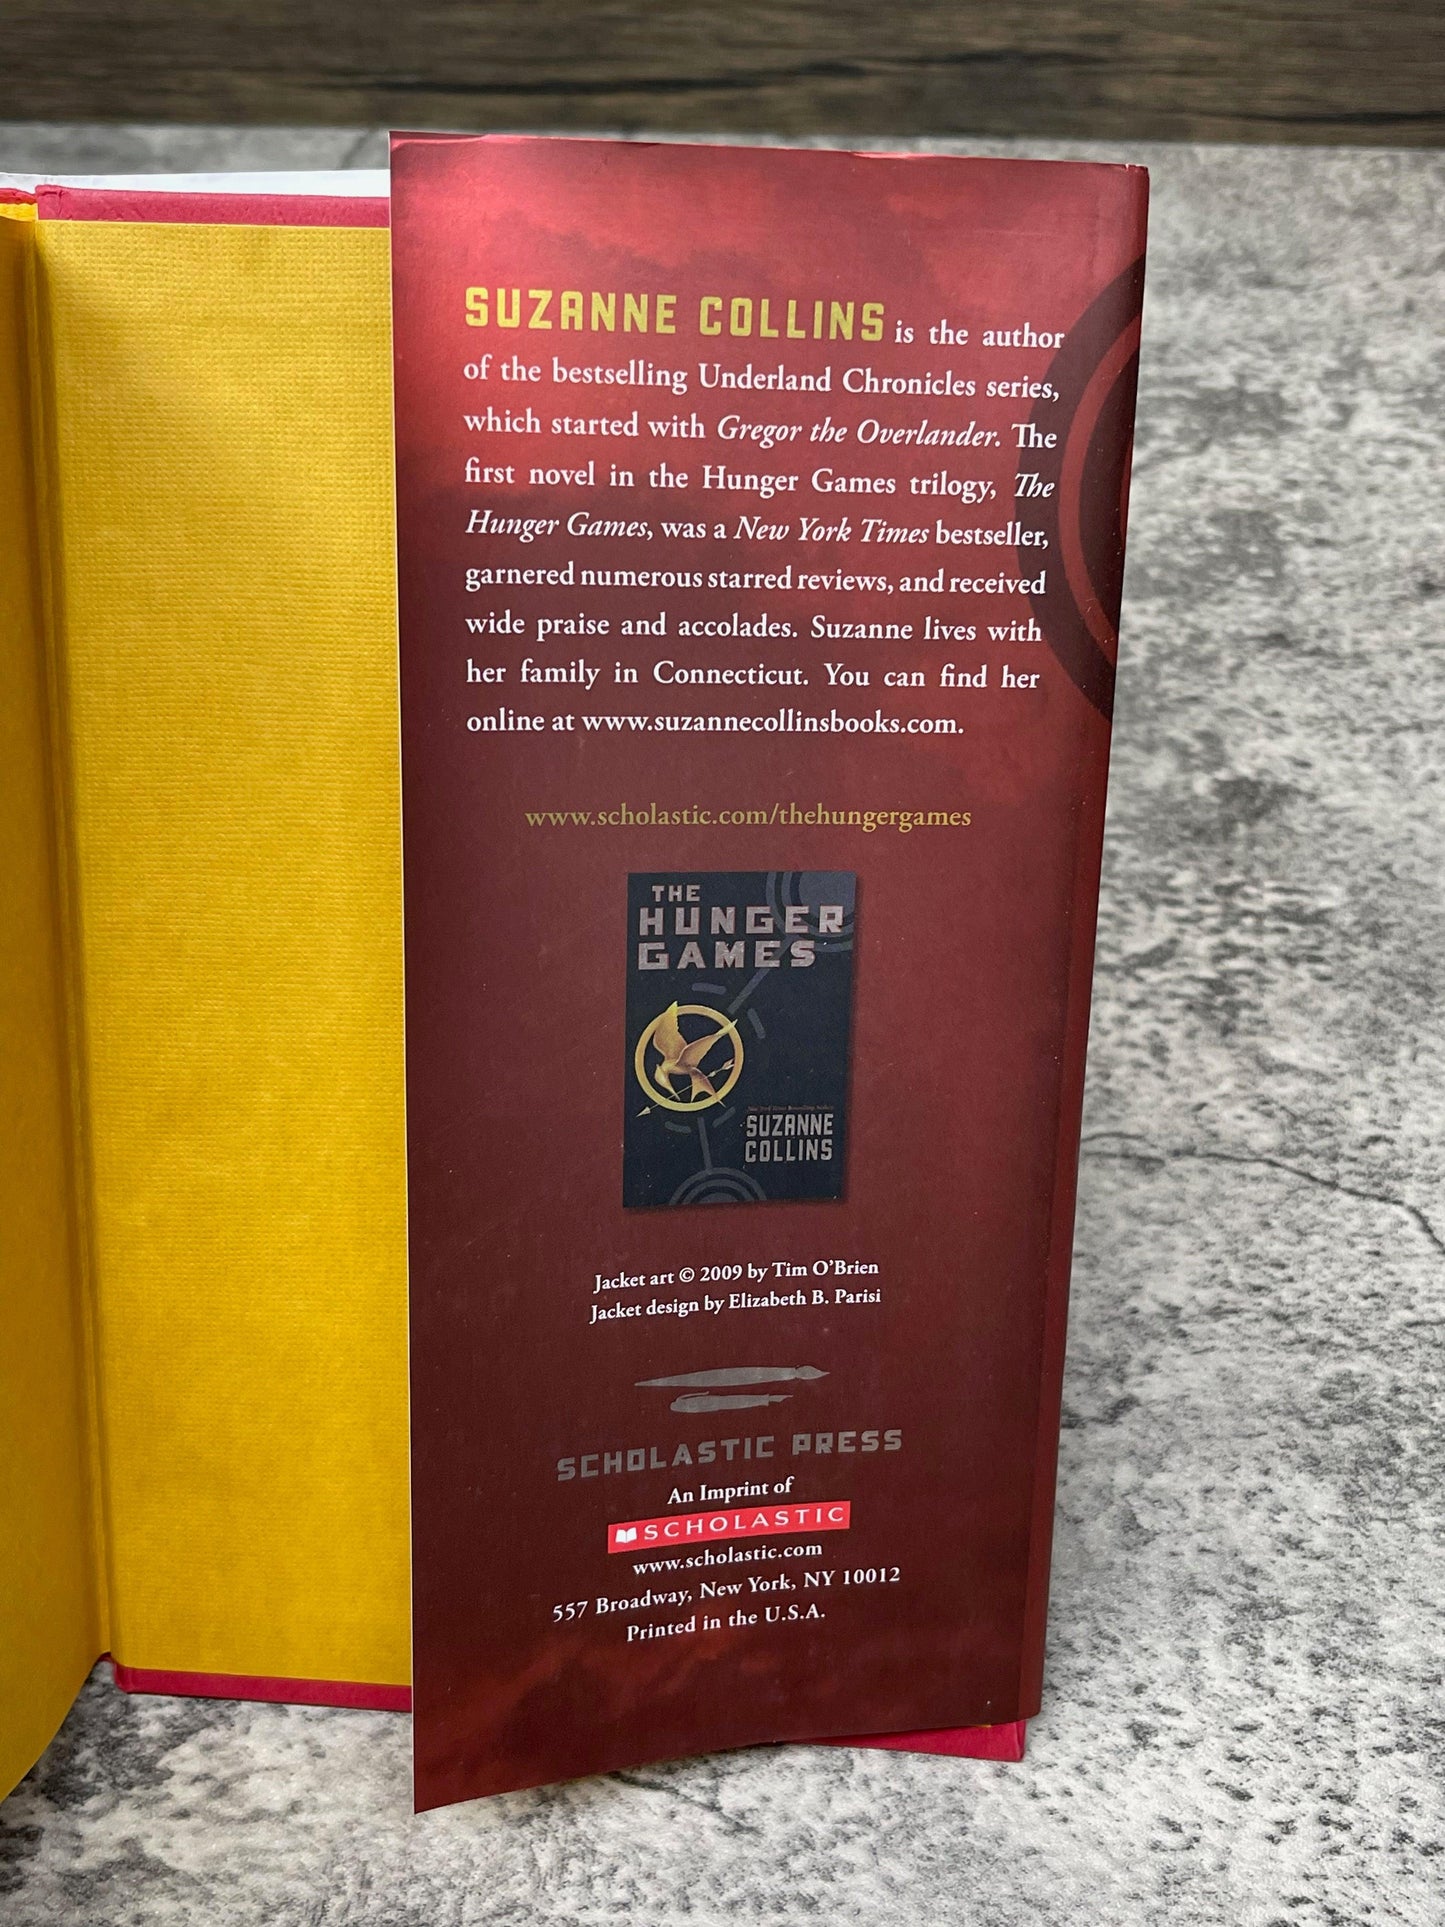 SUZANNE COLLINS is the author
of the bestselling Underland Chronicles series,
which started with Gregor the Overlander. The
first novel in the Hunger Games trilogy, The
Hunger Games, was a New York Times bestseller,
garnered numerous starred reviews, and received
wide praise and accolades. Suzanne lives with
her family in Connecticut. You can find her
online at www.suzannecollinsbooks.com.
www.scholastic.com/thehungergames
THE
HUNGER
GAMES
New York Times Bestselling Author
SUZANNE
COLLINS
Jacket art © 2009 by Tim O’Brien
Jacket design by Elizabeth B. Parisi
SCHOLASTIC PRESS
An Imprint of
SCHOLASTIC
www.scholastic.com
557 Broadway, New York, NY 10012
Printed in the U.S.A.